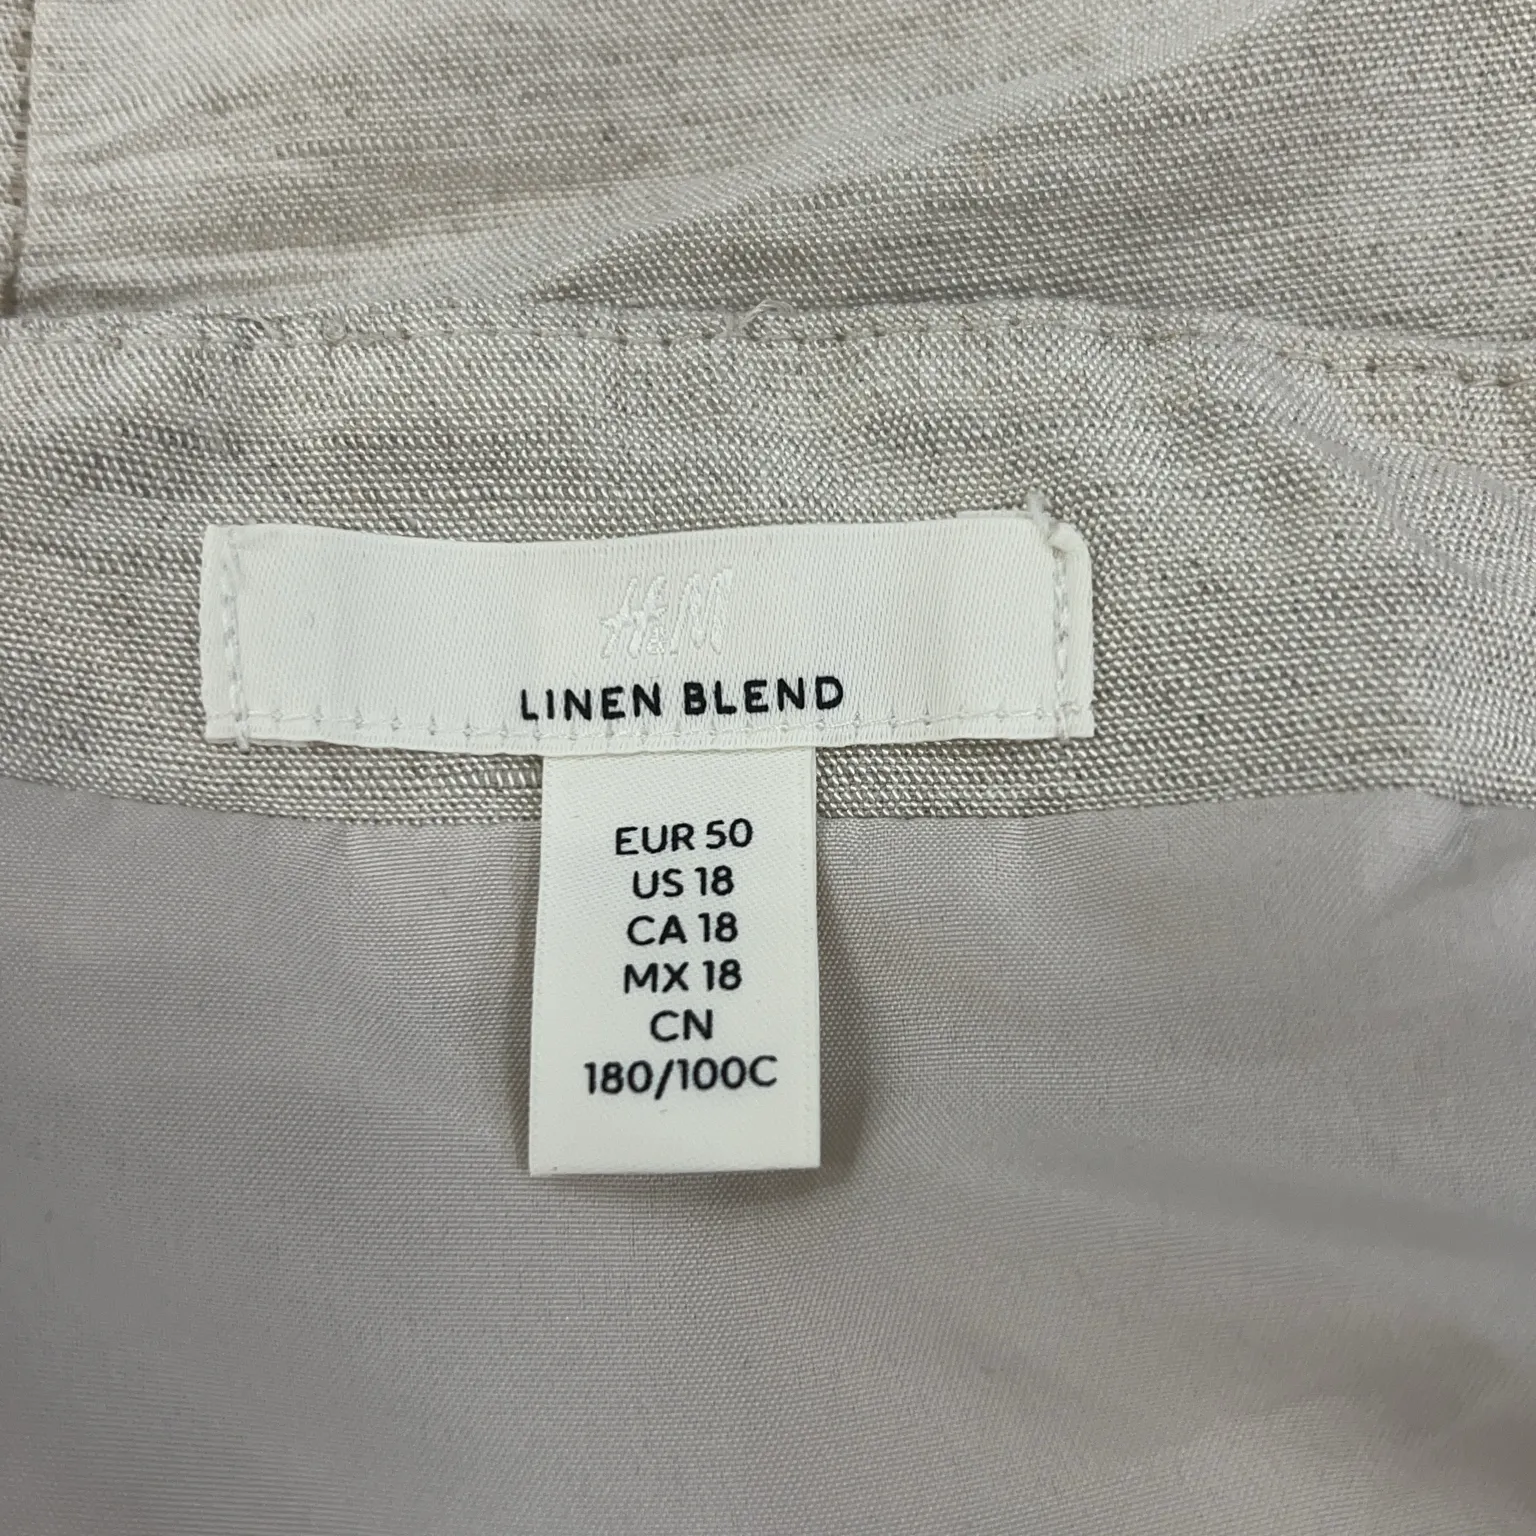 H&M
LINEN BLEND
EUR 50
US 18
CA 18
MX 18
CN
180/100C